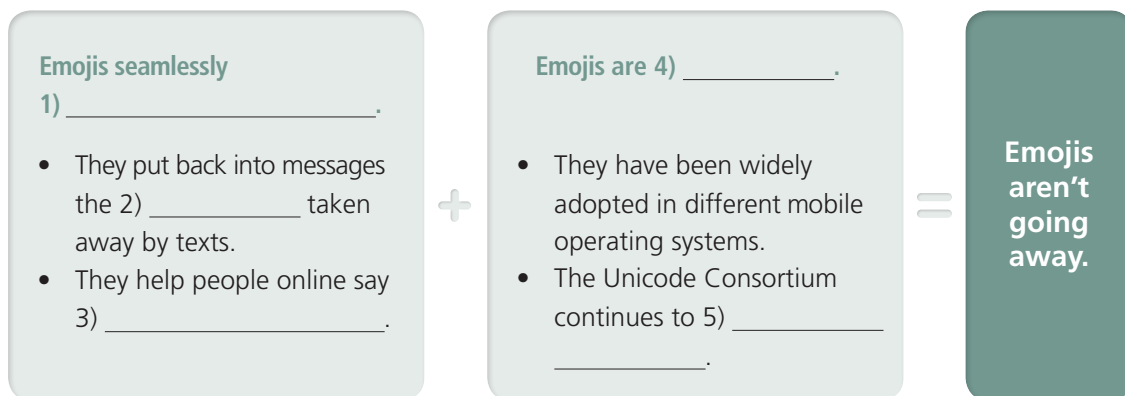 Emojis seamlessly
1) ______________________.
• They put back into messages
the 2) ___________ taken
away by texts.
• They help people online say
3) ____________________.
+
Emojis are 4) ___________.
• They have been widely
adopted in different mobile
operating systems.
• The Unicode Consortium
continues to 5) ___________
___________.
=
Emojis
aren't
going
away.